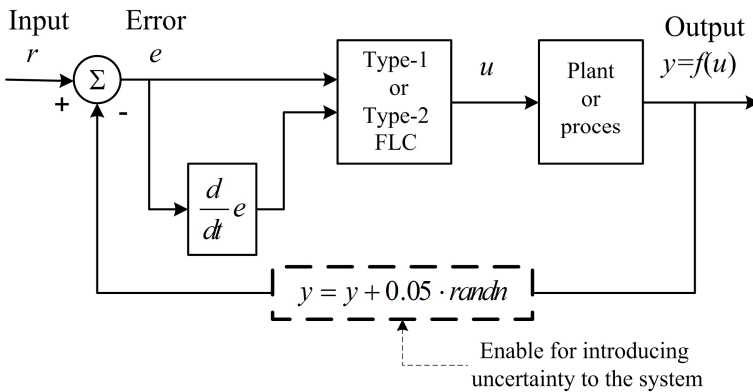 Input
r
Error
e
Σ
+
-
d
dt
e
Type-1
or
Type-2
FLC
u
Plant
or
proces
Output
y=f(u)
y = y + 0.05 · randn
Enable for introducing
uncertainty to the system